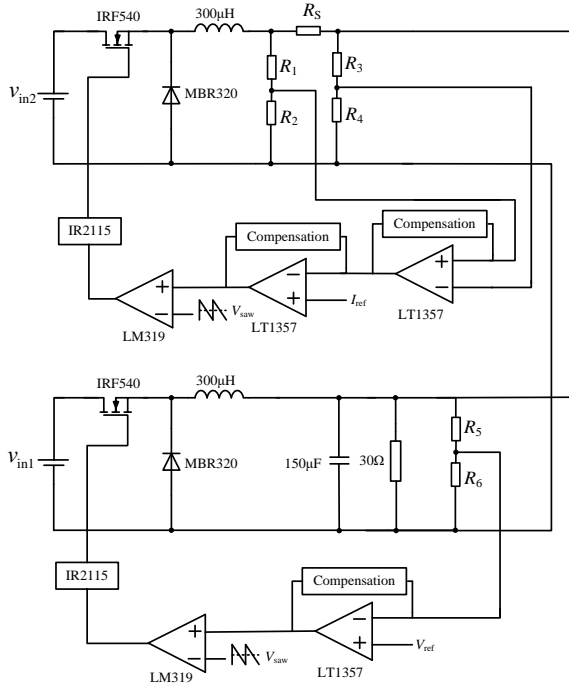 IRF540
300μH
R_S
R_1
R_3
v_in2
MBR320
R_2
R_4
IR2115
Compensation
Compensation
I_ref
V_saw
LT1357
LT1357
LM319
IRF540
300μH
R_5
v_in1
MBR320
150μF
30Ω
R_6
IR2115
Compensation
V_ref
V_saw
LT1357
LM319